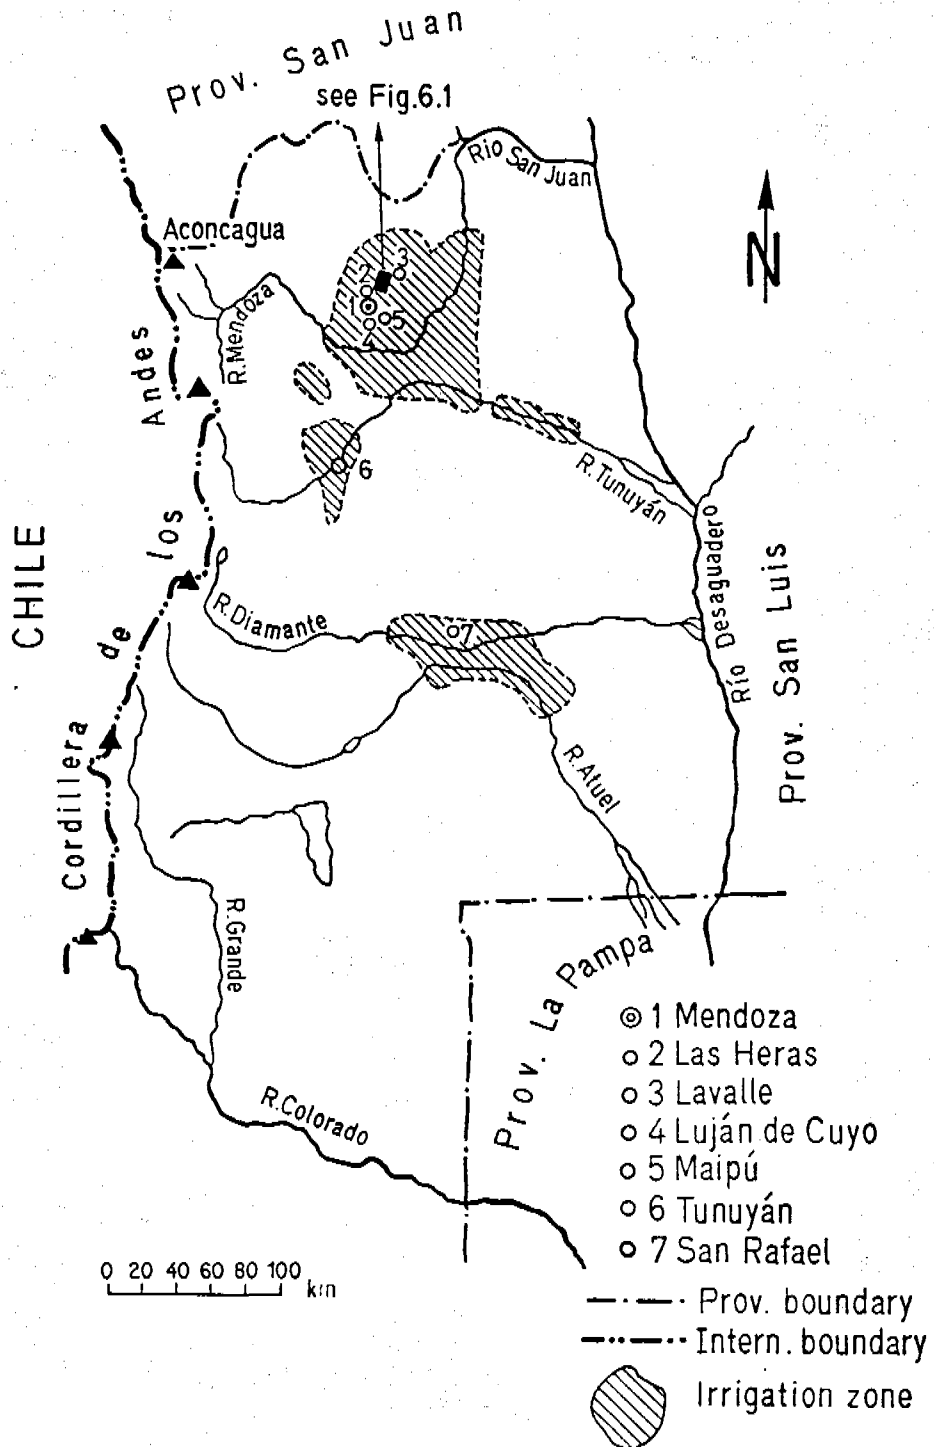 Prov. San Juan
see Fig.6.1
Río San Juan
Aconcagua
N
R.Mendoza
3
2
1
5
4
6
R.Tunuyán
CHILE
Cordillera de los Andes
R.Diamante
7
Río Desaguadero
Prov. San Luis
R.Atuel
R.Grande
Prov. La Pampa
R.Colorado
1 Mendoza
2 Las Heras
3 Lavalle
4 Luján de Cuyo
5 Maipú
6 Tunuyán
7 San Rafael
0 20 40 60 80 100 km
Prov. boundary
Intern. boundary
Irrigation zone